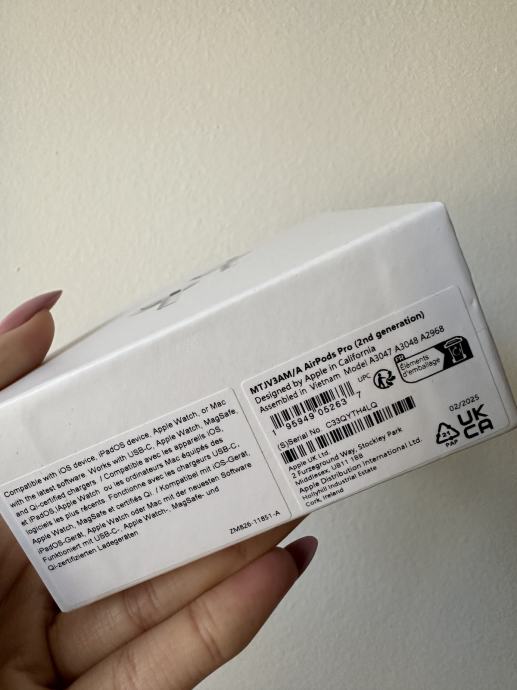 Compatible with iOS device, iPadOS device, Apple Watch, or Mac
with the latest software Works with USB-C, Apple Watch, MagSafe,
and Qi-certified chargers / Compatible avec les appareils iOS,
et iPadOS (Apple Watch ou les ordinateurs Mac équipés des
logiciels les plus récents. Fonctionne avec les chargeurs USB-C,
Apple Watch, MagSafe et certifiés Qi. / Kompatibel mit iOS-Gerät,
iPadOS-Gerät, Apple Watch oder Mac mit der neuesten Software
Funktioniert mit USB-C-, Apple Watch-, MagSafe- und
Qi-zertifizierten Ladegeräten
ZM826-11851-A
MTJV3AM/A AirPods Pro (2nd generation)
Designed by Apple in California
Assembled in Vietnam Model A3047 A3048 A2968
UPC
1 95949 05263 7
FR
Éléments
d'emballage
(S) Serial No. C33QYTH4LQ
Apple UK Ltd.
2 Furzeground Way, Stockley Park
Middlesex, UB11 1BB
Apple Distribution International Ltd.
Hollyhill Industrial Estate
Cork, Ireland
02/2025
21
PAP
UK
CA